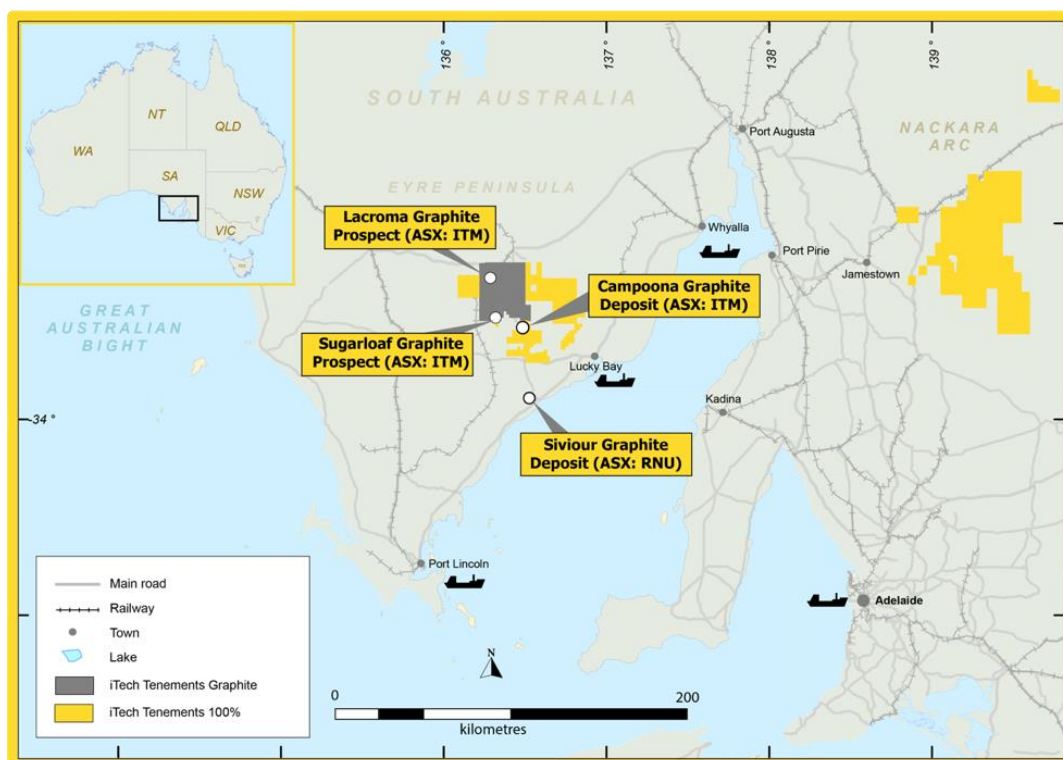 136 °
137 °
138 °
139 °
NT
QLD
WA
SA
NSW
VIC
SOUTH AUSTRALIA
Port Augusta
NACKARA
ARC
EYRE PENINSULA
Lacroma Graphite
Prospect (ASX: ITM)
Whyalla
Port Pirie
Jamestown
Campoona Graphite
Deposit (ASX: ITM)
GREAT
AUSTRALIAN
BIGHT
Sugarloaf Graphite
Prospect (ASX: ITM)
Lucky Bay
Kadina
-34 °
Siviour Graphite
Deposit (ASX: RNU)
Port Lincoln
Adelaide
Main road
Railway
Town
Lake
iTech Tenements Graphite
iTech Tenements 100%
N
0
200
kilometres